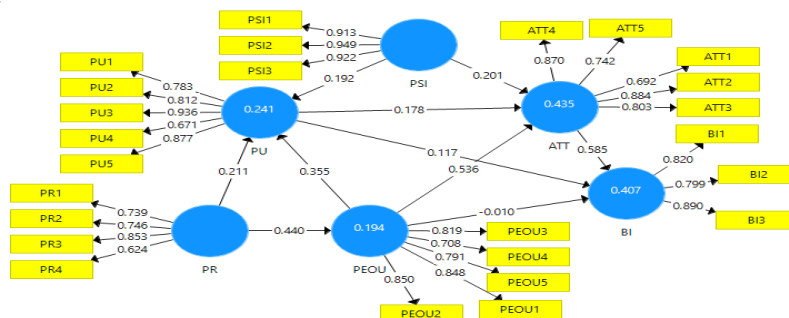 PSI1
0.913
PSI2
0.949
PSI3
0.922
PSI
0.192
0.201
ATT4
ATT5
0.870
0.742
ATT1
0.692
ATT2
0.884
ATT3
0.803
0.435
ATT
PU1
0.783
PU2
0.812
PU3
0.936
PU4
0.671
PU5
0.877
0.241
PU
0.178
0.117
0.585
0.536
BI1
0.820
BI2
0.799
BI3
0.890
0.407
BI
0.211
0.355
PR1
0.739
PR2
0.746
PR3
0.853
PR4
0.624
PR
0.440
0.194
PEOU
-0.010
0.819
PEOU3
0.708
PEOU4
0.791
PEOU5
0.848
PEOU1
0.850
PEOU2